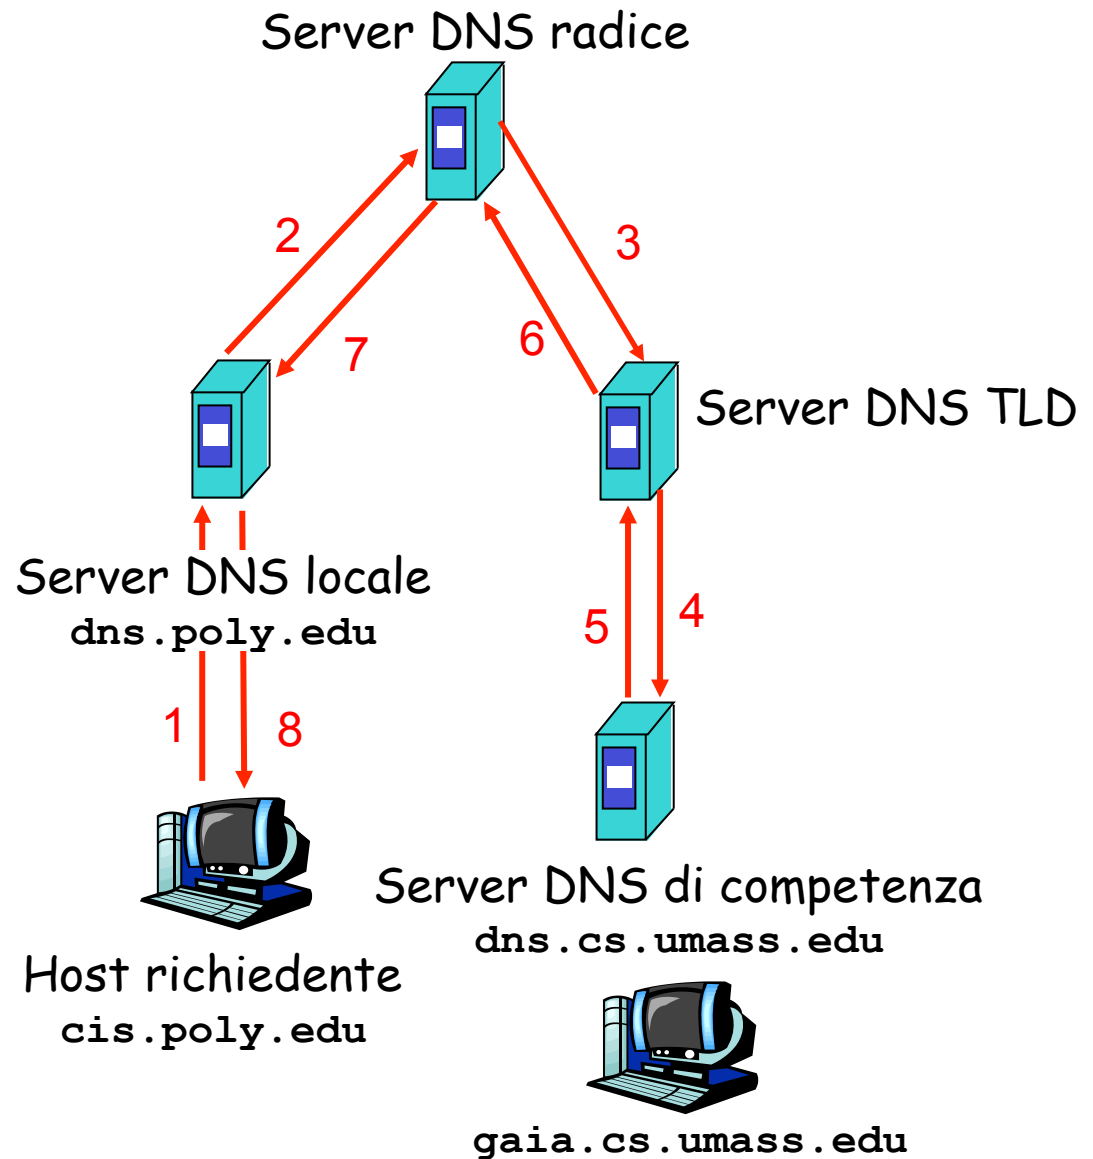 Server DNS radice
2
3
7
6
Server DNS TLD
Server DNS locale
dns.poly.edu
5
4
1
8
Server DNS di competenza
dns.cs.umass.edu
Host richiedente
cis.poly.edu
gaia.cs.umass.edu